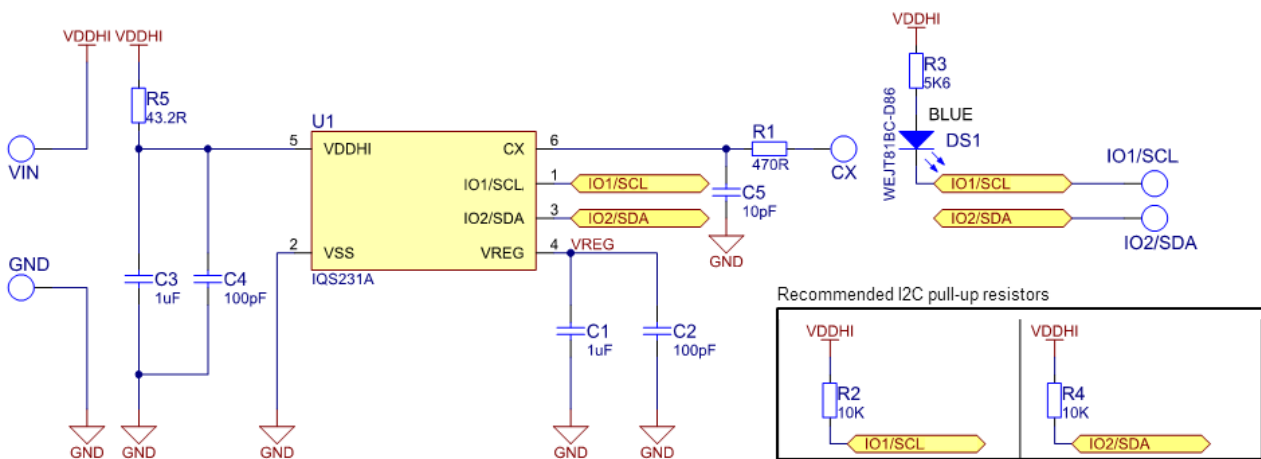 VDDHI
VDDHI
R5
43.2R
VIN
GND
GND
C3
1uF
C4
100pF
GND
U1
5
VDDHI
2
VSS
IQS231A
GND
CX
6
IO1/SCL
1
IO1/SCL
IO2/SDA
3
IO2/SDA
VREG
4
VREG
C1
1uF
GND
C2
100pF
GND
R1
470R
CX
C5
10pF
GND
VDDHI
R3
5K6
WEJT81BC-D86
BLUE
DS1
IO1/SCL
IO1/SCL
IO2/SDA
IO2/SDA
Recommended I2C pull-up resistors
VDDHI
R2
10K
IO1/SCL
VDDHI
R4
10K
IO2/SDA